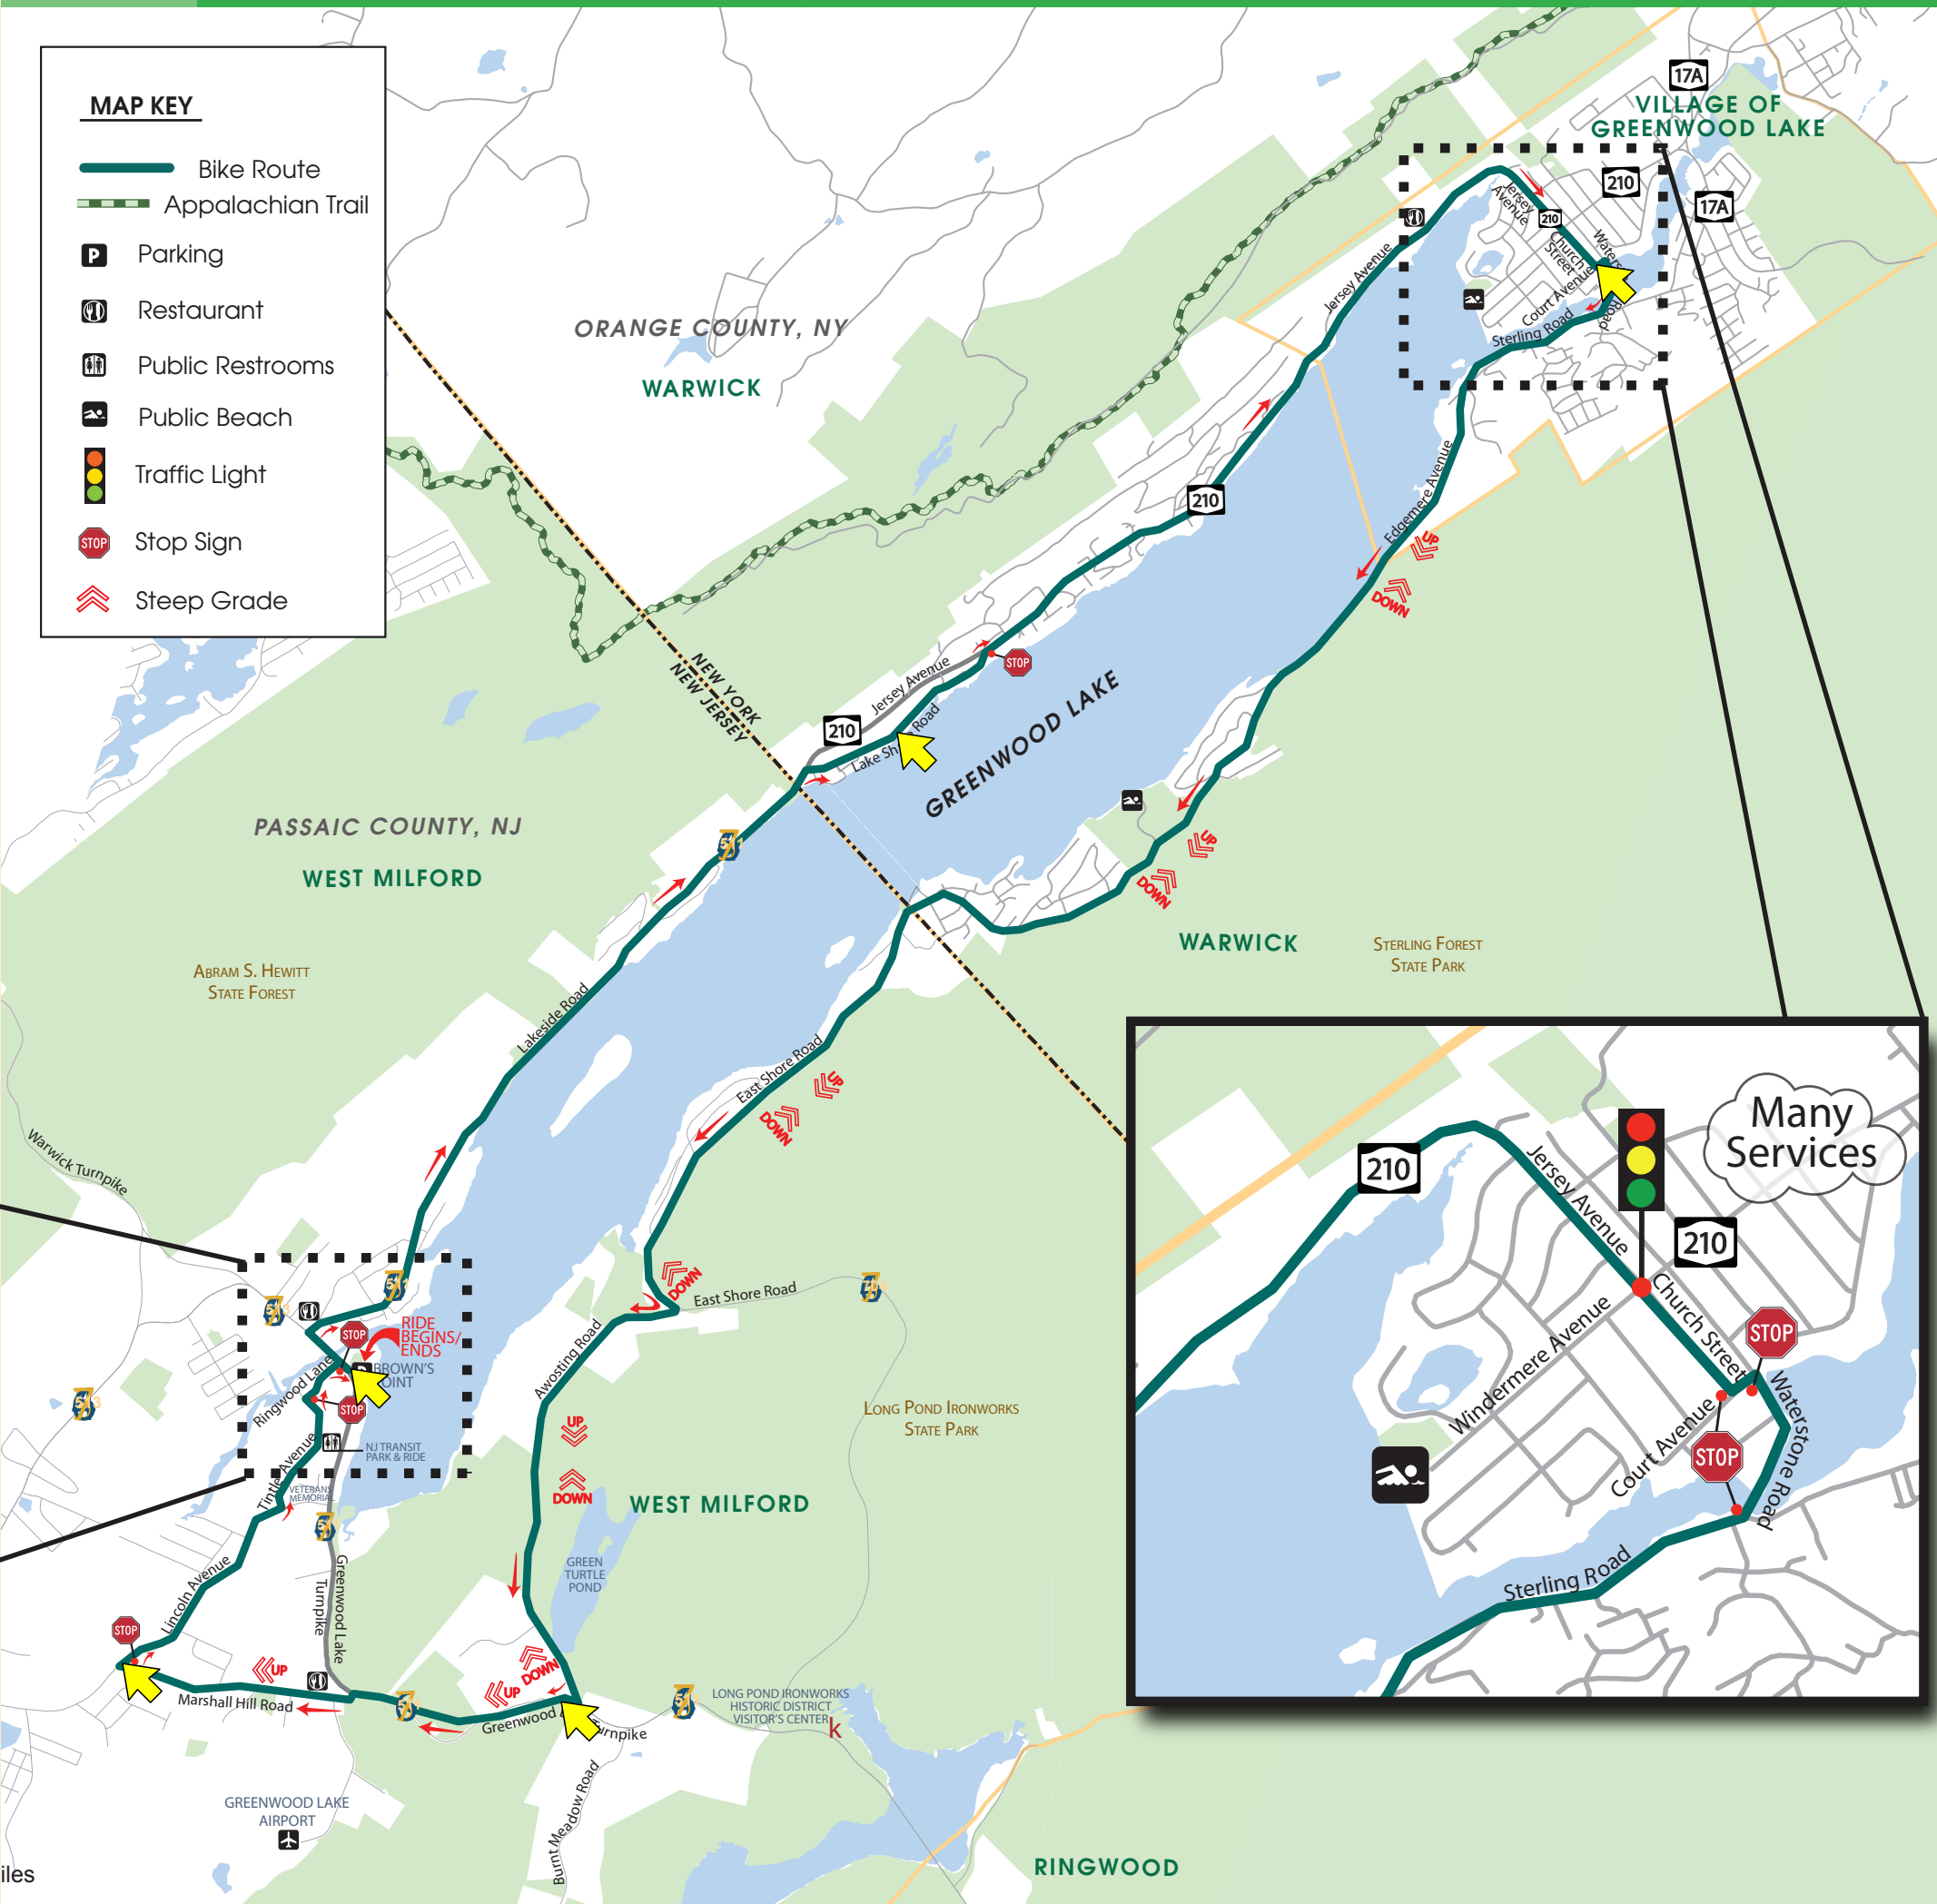 MAP KEY
Bike Route
Appalachian Trail
P
Parking
Restaurant
Public Restrooms
Public Beach
Traffic Light
STOP
Stop Sign
Steep Grade
17A
VILLAGE OF
GREENWOOD LAKE
210
17A
Jersey
Avenue
210
Church
Street
Court Avenue
Road
Sterling Road
Jersey Avenue
ORANGE COUNTY, NY
WARWICK
210
Edgemere Avenue
UP
DOWN
NEW YORK
NEW JERSEY
Jersey Avenue
STOP
210
Lake Road
GREENWOOD LAKE
PASSAIC COUNTY, NJ
WEST MILFORD
UP
DOWN
WARWICK
STERLING FOREST
STATE PARK
ABRAM S. HEWITT
STATE FOREST
Lakeside Road
East Shore Road
UP
DOWN
Warwick Turnpike
DOWN
East Shore Road
RIDE
BEGINS/
ENDS
STOP
BROWN'S
Ringwood Lane
STOP
NJ TRANSIT
PARK & RIDE
Tintle Avenue
VETERANS
MEMORIAL
Awosting Road
UP
DOWN
LONG POND IRONWORKS
STATE PARK
WEST MILFORD
GREEN
TURTLE
POND
Lincoln Avenue
Greenwood Lake
Turnpike
STOP
UP
Marshall Hill Road
DOWN
UP
Greenwood
LONG POND IRONWORKS
HISTORIC DISTRICT
VISITOR'S CENTER
k
Burnt Meadow Road
GREENWOOD LAKE
AIRPORT
RINGWOOD
iles
Many
Services
210
Jersey Avenue
210
Church Street
STOP
Windermere Avenue
Court Avenue
STOP
Waterstone Road
Sterling Road